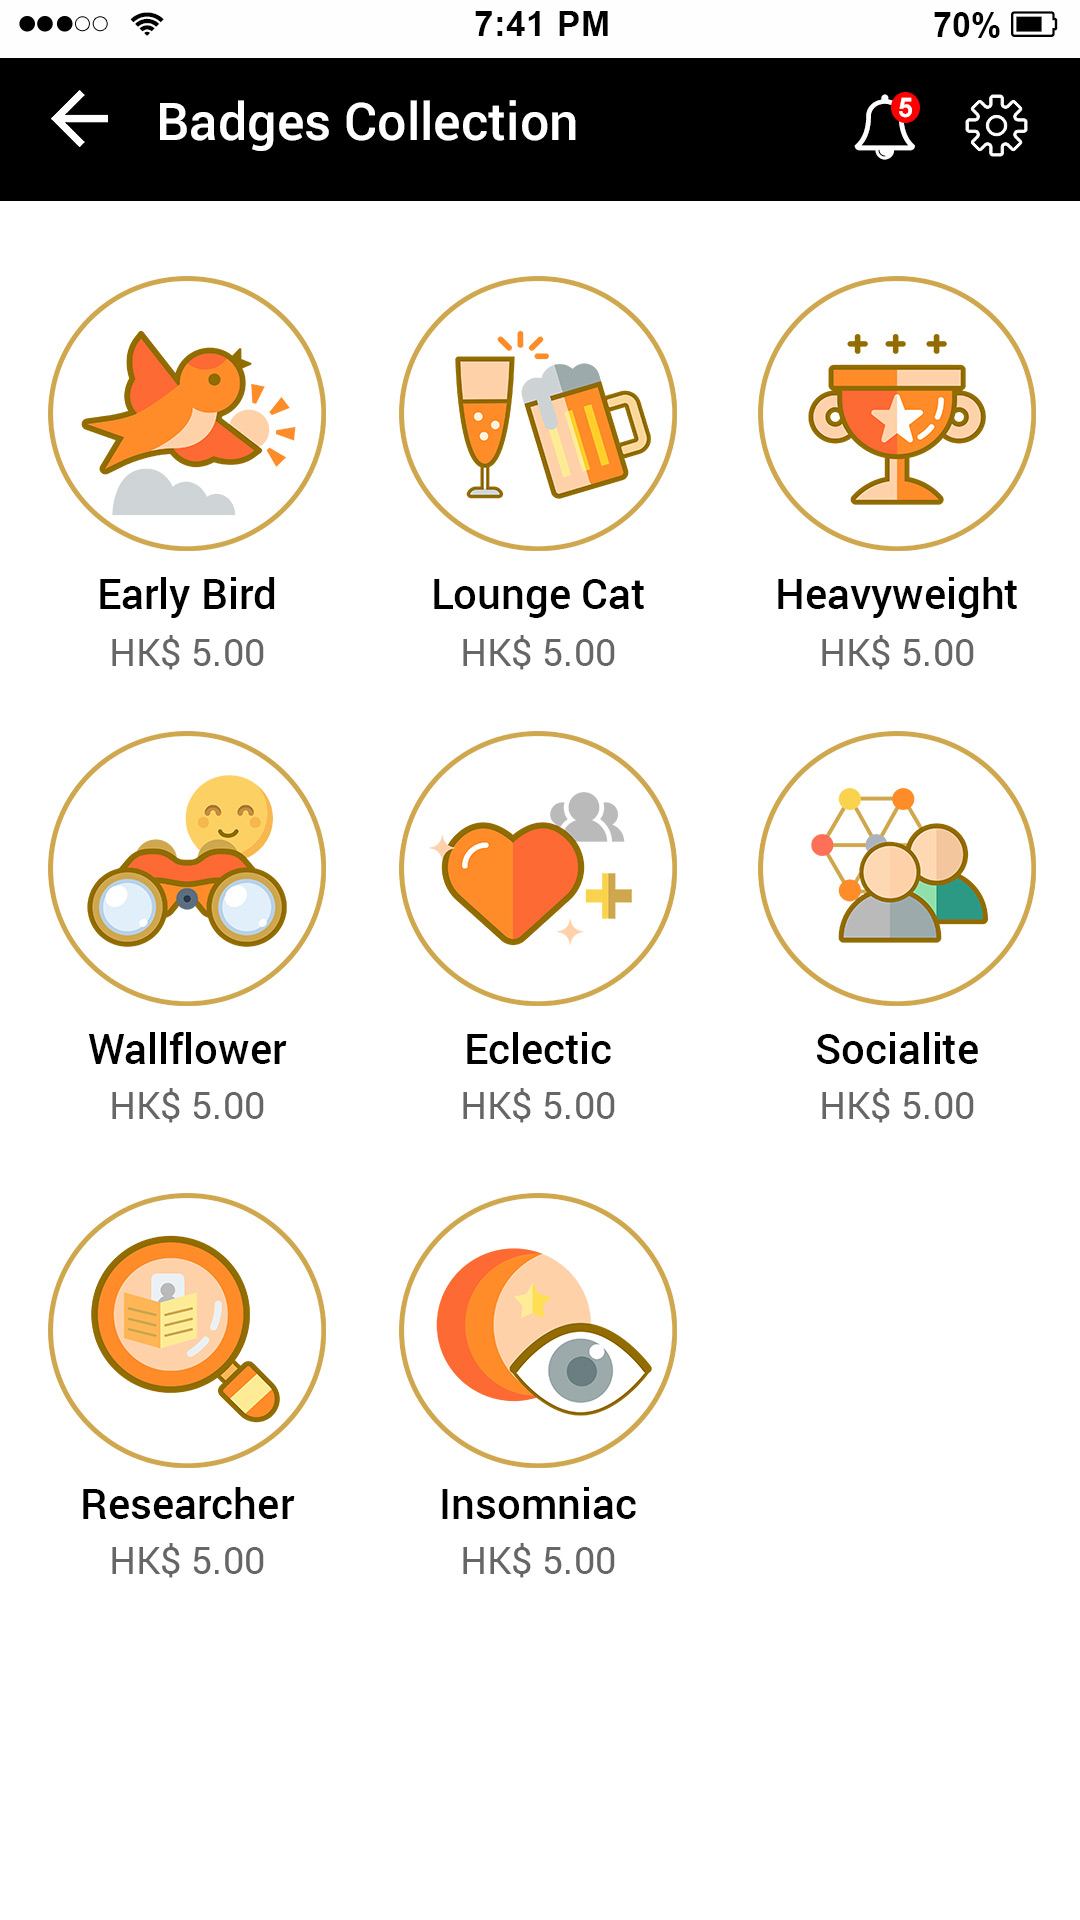 7:41 PM 70%
Badges Collection 5
Early Bird Lounge Cat Heavyweight
HK$ 5.00 HK$ 5.00 HK$ 5.00
Wallflower Eclectic Socialite
HK$ 5.00 HK$ 5.00 HK$ 5.00
Researcher Insomniac
HK$ 5.00 HK$ 5.00